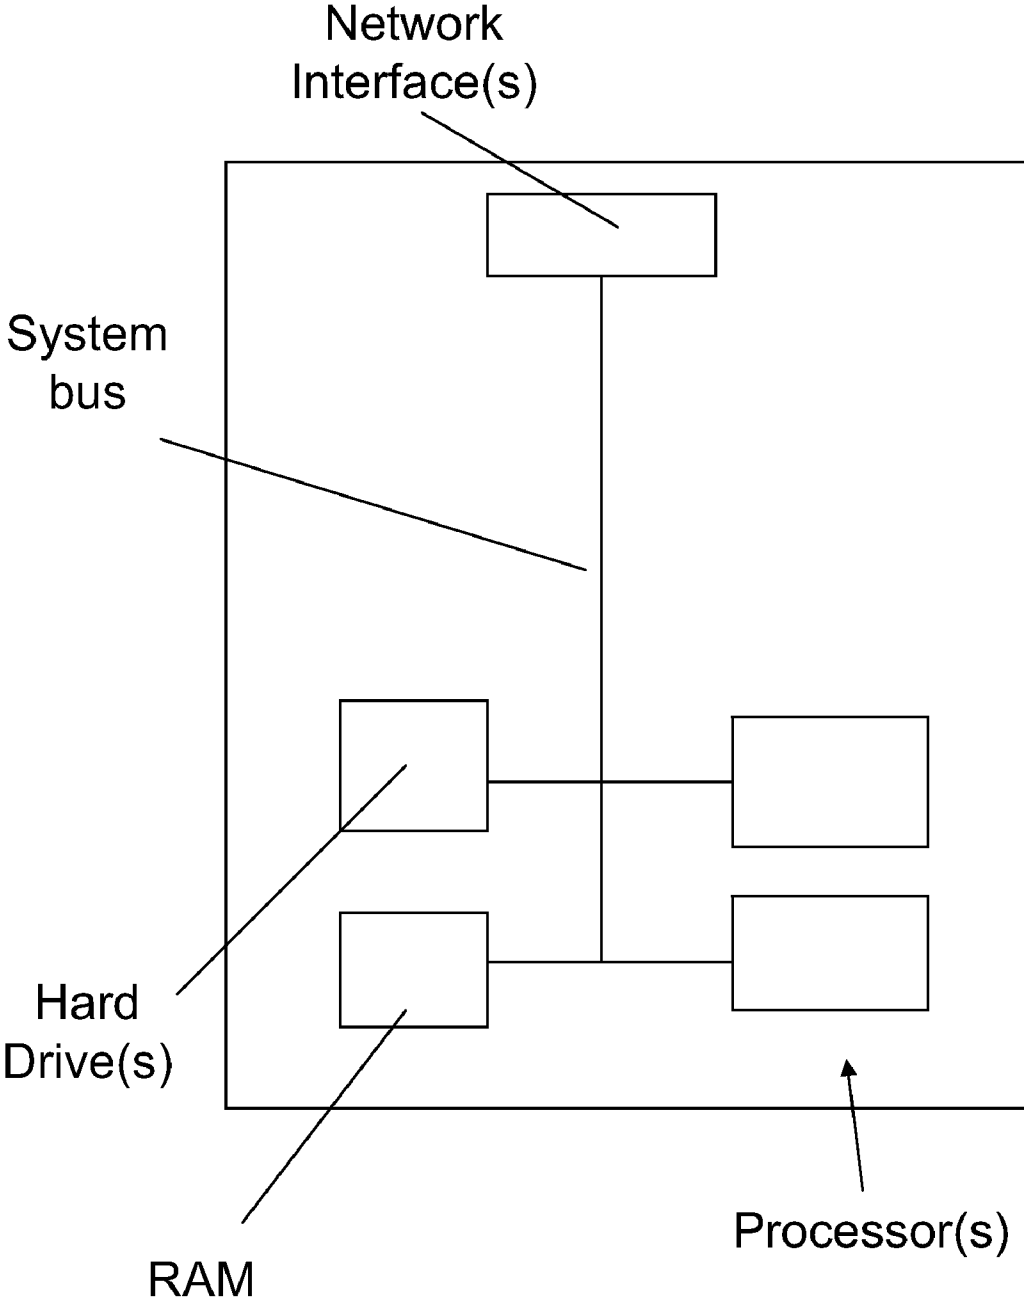 Network
Interface(s)
System
bus
Hard
Drive(s)
RAM
Processor(s)